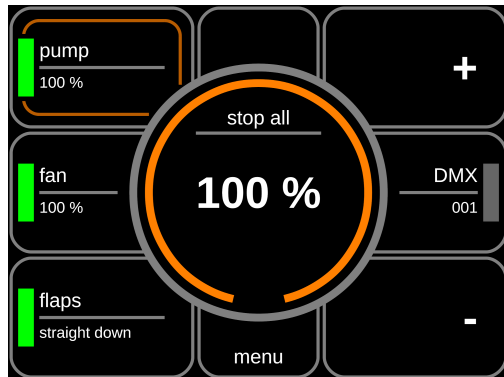 pump
100 %
+
stop all
100 %
fan
100 %
DMX
001
flaps
straight down
-
menu